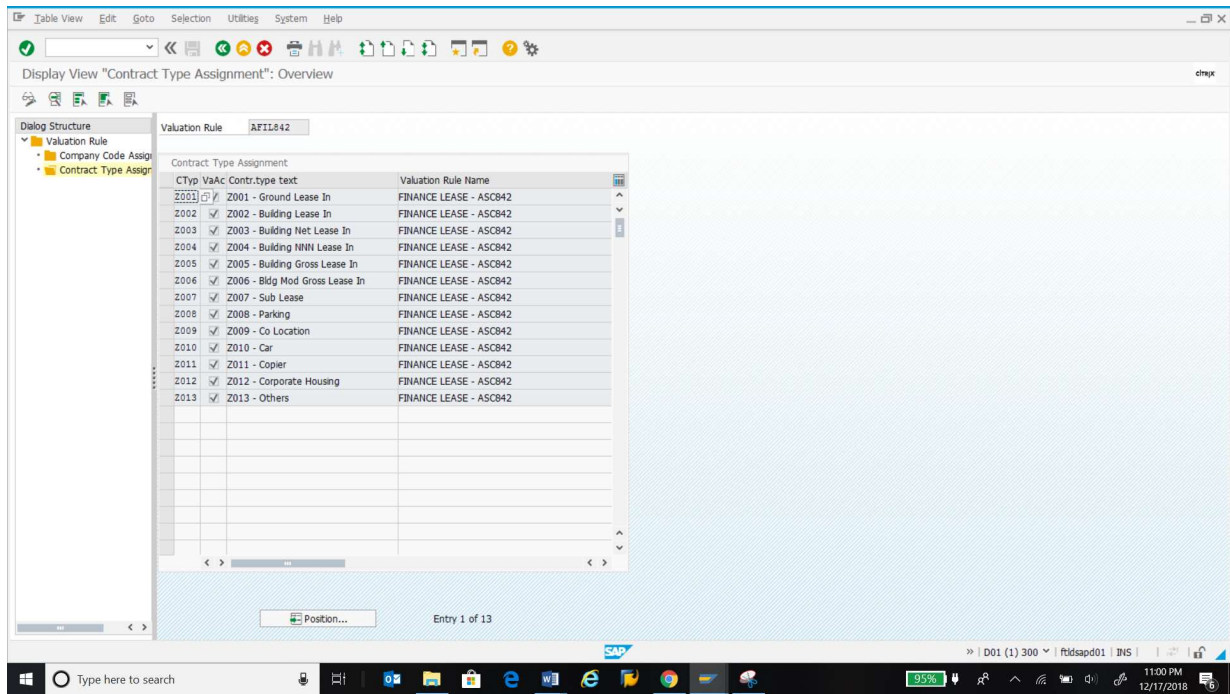 Table View Edit Goto Selection Utilities System Help
Display View "Contract Type Assignment": Overview
citrix
Dialog Structure
Valuation Rule
Company Code Assign
Contract Type Assign
Valuation Rule AFIL842
Contract Type Assignment
CTyp VaAc Contr.type text Valuation Rule Name
Z001 Z001 - Ground Lease In FINANCE LEASE - ASC842
Z002 Z002 - Building Lease In FINANCE LEASE - ASC842
Z003 Z003 - Building Net Lease In FINANCE LEASE - ASC842
Z004 Z004 - Building NNN Lease In FINANCE LEASE - ASC842
Z005 Z005 - Building Gross Lease In FINANCE LEASE - ASC842
Z006 Z006 - Bldg Mod Gross Lease In FINANCE LEASE - ASC842
Z007 Z007 - Sub Lease FINANCE LEASE - ASC842
Z008 Z008 - Parking FINANCE LEASE - ASC842
Z009 Z009 - Co Location FINANCE LEASE - ASC842
Z010 Z010 - Car FINANCE LEASE - ASC842
Z011 Z011 - Copier FINANCE LEASE - ASC842
Z012 Z012 - Corporate Housing FINANCE LEASE - ASC842
Z013 Z013 - Others FINANCE LEASE - ASC842
Position... Entry 1 of 13
SAP
D01 (1) 300 ftldsapd01 INS
Type here to search
95%
11:00 PM
12/17/2018
6